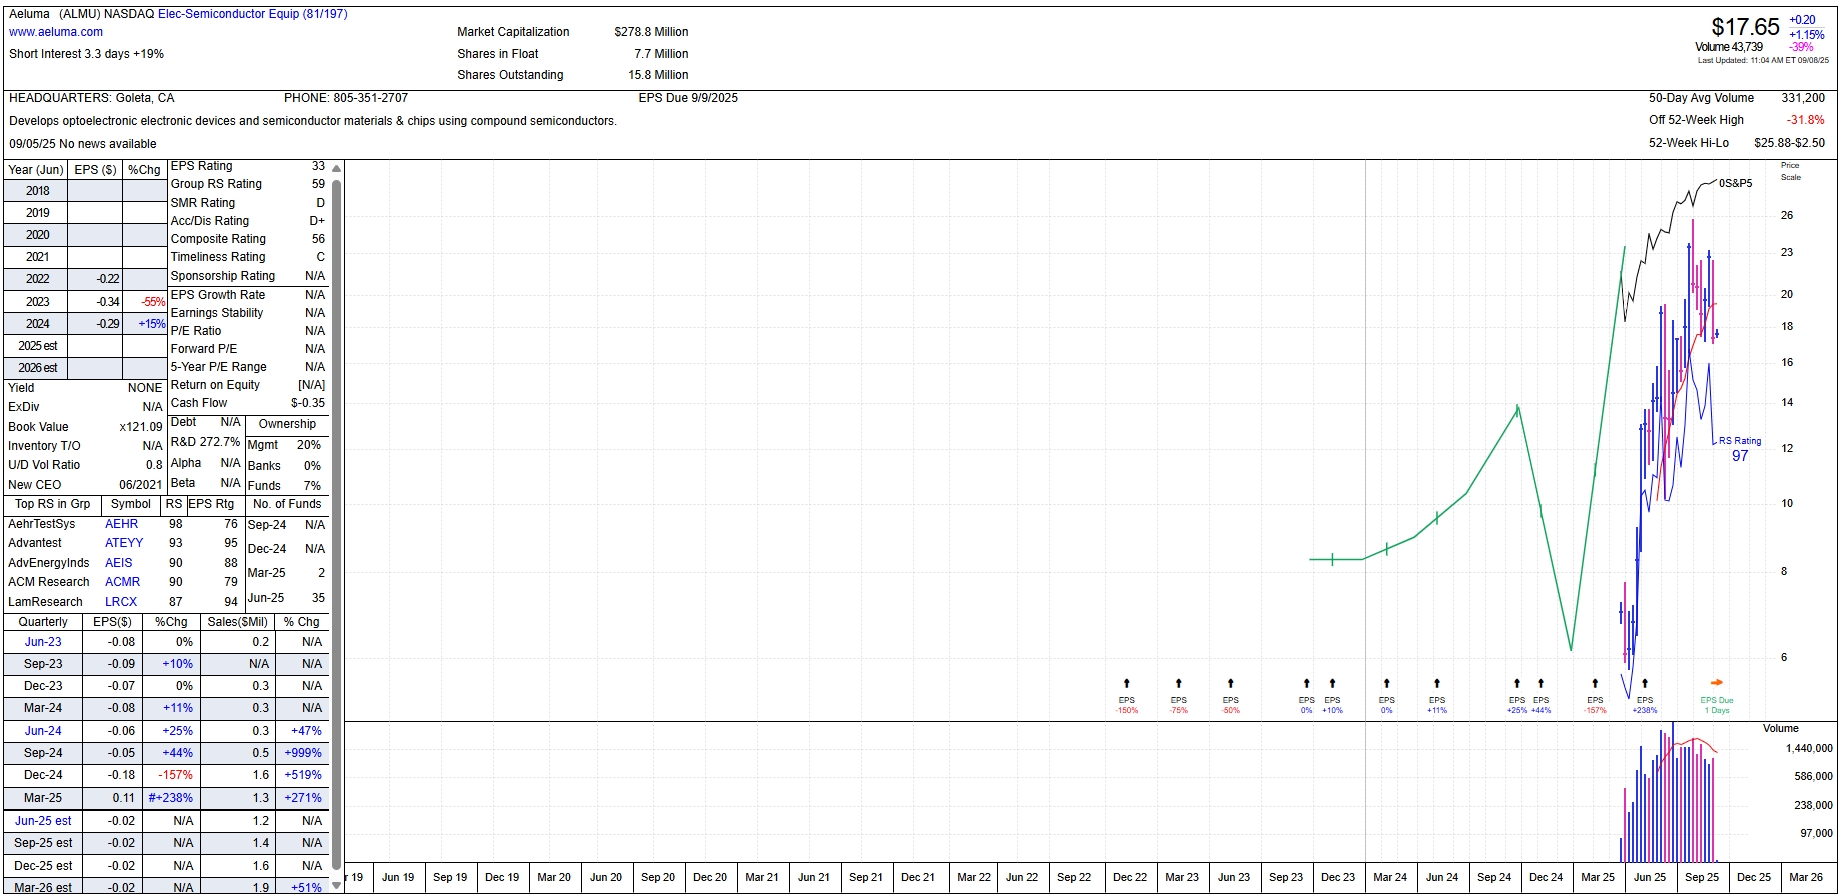 Aeluma (ALMU) NASDAQ Elec-Semiconductor Equip (81/197)
www.aeluma.com
Short Interest 3.3 days +19%
Market Capitalization $278.8 Million
Shares in Float 7.7 Million
Shares Outstanding 15.8 Million
$17.65 +0.20
+1.15%
Volume 43,739 -39%
Last Updated: 11:04 AM ET 09/08/25
HEADQUARTERS: Goleta, CA PHONE: 805-351-2707 EPS Due 9/9/2025
Develops optoelectronic electronic devices and semiconductor materials & chips using compound semiconductors.
09/05/25 No news available
50-Day Avg Volume 331,200
Off 52-Week High -31.8%
52-Week Hi-Lo $25.88-$2.50
Year (Jun) EPS ($) %Chg
2018
2019
2020
2021
2022 -0.22
2023 -0.34 -55%
2024 -0.29 +15%
2025 est
2026 est
Yield NONE
ExDiv N/A
Book Value x121.09
Inventory T/O N/A
U/D Vol Ratio 0.8
New CEO 06/2021
EPS Rating 33
Group RS Rating 59
SMR Rating D
Acc/Dis Rating D+
Composite Rating 56
Timeliness Rating C
Sponsorship Rating N/A
EPS Growth Rate N/A
Earnings Stability N/A
P/E Ratio N/A
Forward P/E N/A
5-Year P/E Range N/A
Return on Equity [N/A]
Cash Flow $-0.35
Debt N/A
R&D 272.7%
Alpha N/A
Beta N/A
Ownership
Mgmt 20%
Banks 0%
Funds 7%
Top RS in Grp Symbol RS EPS Rtg
AehrTestSys AEHR 98 76
Advantest ATEYY 93 95
AdvEnergyInds AEIS 90 88
ACM Research ACMR 90 79
LamResearch LRCX 87 94
No. of Funds
Sep-24 N/A
Dec-24 N/A
Mar-25 2
Jun-25 35
Quarterly EPS($) %Chg Sales($Mil) % Chg
Jun-23 -0.08 0% 0.2 N/A
Sep-23 -0.09 +10% N/A N/A
Dec-23 -0.07 0% 0.3 N/A
Mar-24 -0.08 +11% 0.3 N/A
Jun-24 -0.06 +25% 0.3 +47%
Sep-24 -0.05 +44% 0.5 +999%
Dec-24 -0.18 -157% 1.6 +519%
Mar-25 0.11 #+238% 1.3 +271%
Jun-25 est -0.02 N/A 1.2 N/A
Sep-25 est -0.02 N/A 1.4 N/A
Dec-25 est -0.02 N/A 1.6 N/A
Mar-26 est -0.02 N/A 1.9 +51%
Price
Scale
0S&P5
26
23
20
18
16
14
12
10
8
6
RS Rating
97
EPS EPS EPS EPS EPS EPS EPS EPS EPS EPS EPS EPS Due
-150% -75% -50% 0% +10% 0% +11% +25% +44% -157% +238% 1 Days
Volume
1,440,000
586,000
238,000
97,000
r 19 Jun 19 Sep 19 Dec 19 Mar 20 Jun 20 Sep 20 Dec 20 Mar 21 Jun 21 Sep 21 Dec 21 Mar 22 Jun 22 Sep 22 Dec 22 Mar 23 Jun 23 Sep 23 Dec 23 Mar 24 Jun 24 Sep 24 Dec 24 Mar 25 Jun 25 Sep 25 Dec 25 Mar 26